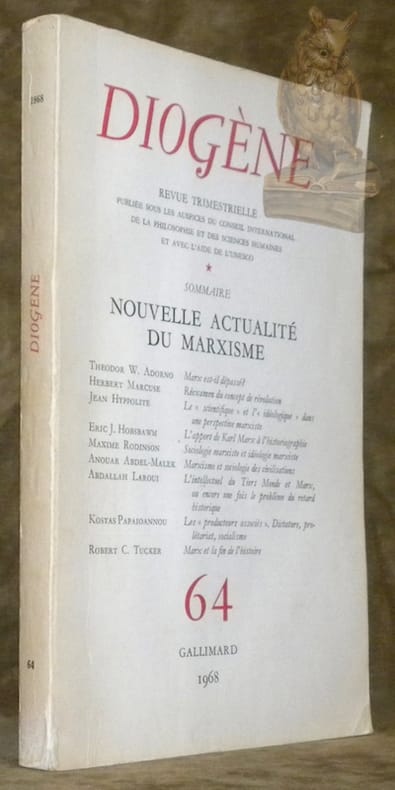 1968
DIOGÈNE
64
DIOGÈNE
REVUE TRIMESTRIELLE
PUBLIÉE SOUS LES AUSPICES DU CONSEIL INTERNATIONAL
DE LA PHILOSOPHIE ET DES SCIENCES HUMAINES
ET AVEC L'AIDE DE L'UNESCO
*
SOMMAIRE
NOUVELLE ACTUALITÉ
DU MARXISME
THEODOR W. ADORNO Marx est-il dépassé?
HERBERT MARCUSE Réexamen du concept de révolution
JEAN HYPPOLITE Le « scientifique » et l'« idéologique » dans
une perspective marxiste
ERIC J. HOBSBAWM L'apport de Karl Marx à l'historiographie
MAXIME RODINSON Sociologie marxiste et idéologie marxiste
ANOUAR ABDEL-MALEK Marxisme et sociologie des civilisations
ABDALLAH LAROUI L'intellectuel du Tiers Monde et Marx,
ou encore une fois le problème du retard
historique
KOSTAS PAPAIOANNOU Les « producteurs associés ». Dictature, pro-
létariat, socialisme
ROBERT C. TUCKER Marx et la fin de l'histoire
64
GALLIMARD
1968